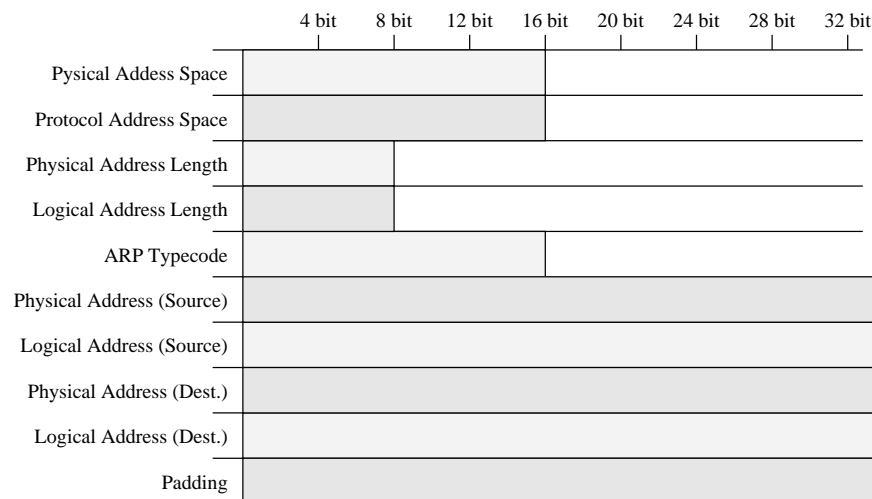 4 bit 8 bit 12 bit 16 bit 20 bit 24 bit 28 bit 32 bit
Pysical Addess Space
Protocol Address Space
Physical Address Length
Logical Address Length
ARP Typecode
Physical Address (Source)
Logical Address (Source)
Physical Address (Dest.)
Logical Address (Dest.)
Padding